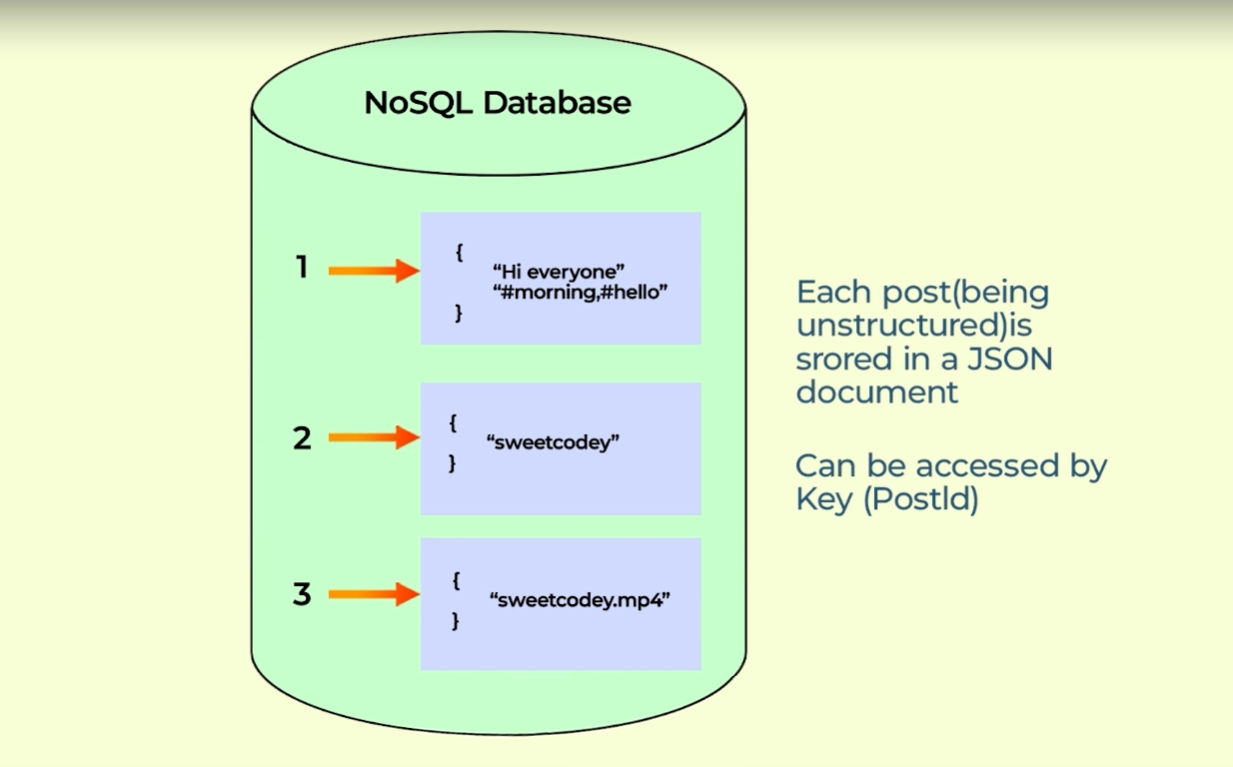 NoSQL Database
1
{
“Hi everyone”
“#morning,#hello”
}
2
{
“sweetcodey”
}
3
{
“sweetcodey.mp4”
}
Each post(being
unstructured)is
srored in a JSON
document
Can be accessed by
Key (PostId)